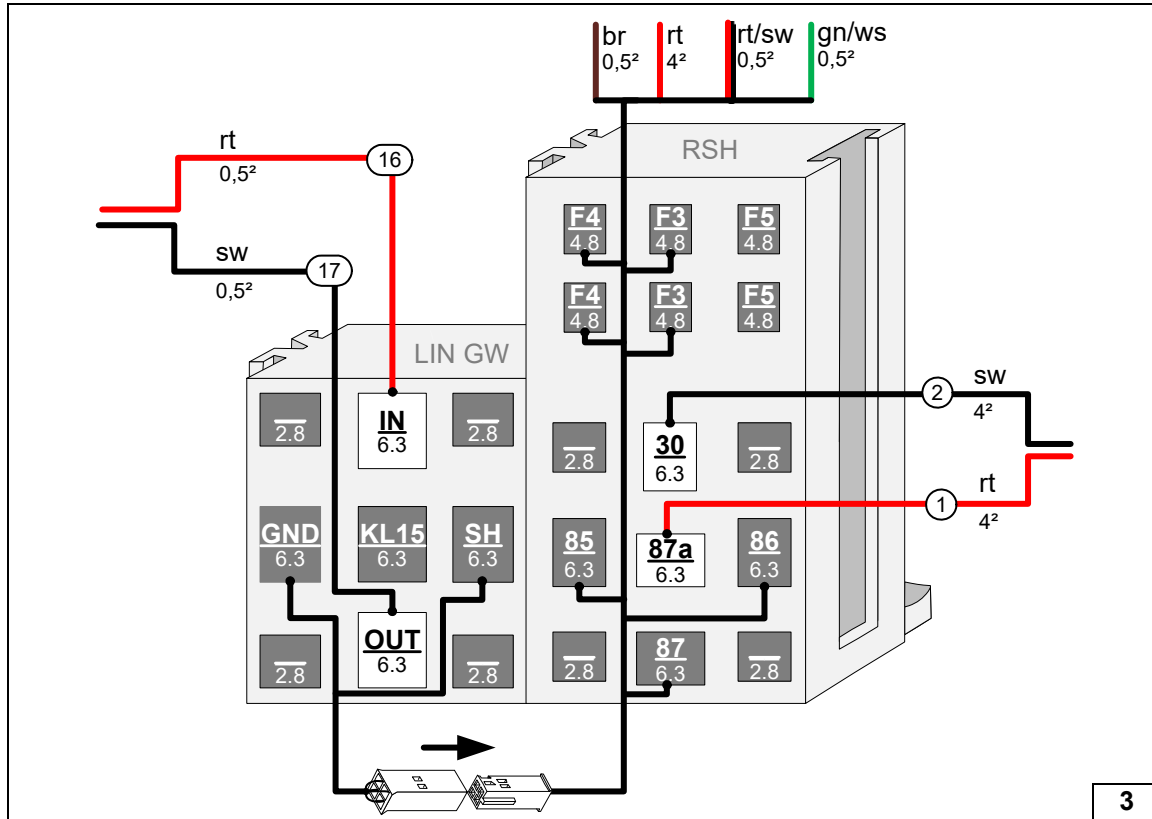 br
0,5²
rt
4²
rt/sw
0,5²
gn/ws
0,5²
rt
0,5²
16
sw
0,5²
17
RSH
F4
4.8
F3
4.8
F5
4.8
F4
4.8
F3
4.8
F5
4.8
LIN GW
2.8
IN
6.3
2.8
2.8
30
6.3
2.8
2
sw
4²
1
rt
4²
GND
6.3
KL15
6.3
SH
6.3
85
6.3
87a
6.3
86
6.3
2.8
OUT
6.3
2.8
2.8
87
6.3
2.8
3